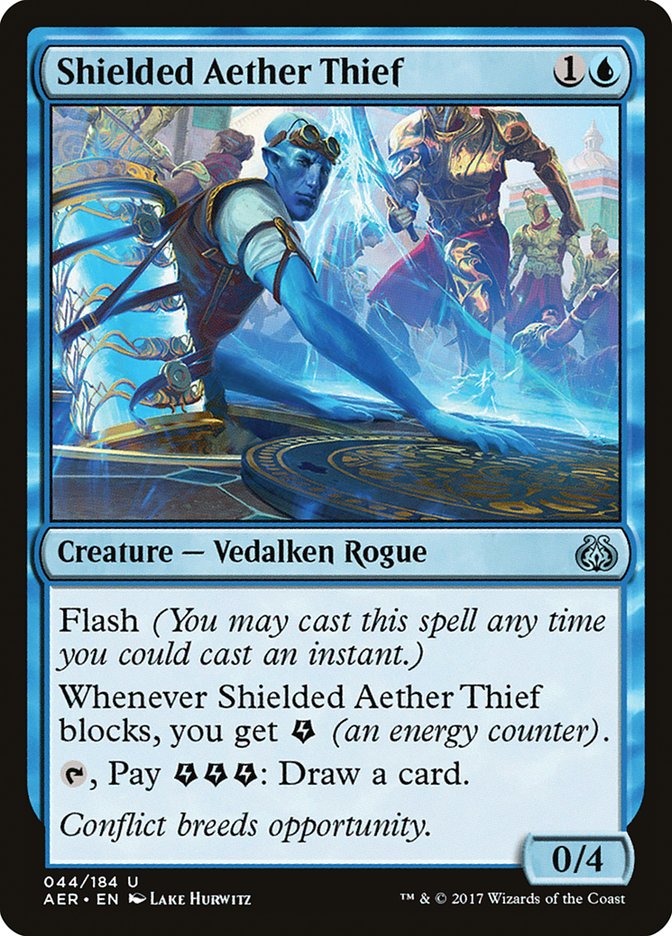 Shielded Aether Thief 1
Creature — Vedalken Rogue
Flash (You may cast this spell any time
you could cast an instant.)
Whenever Shielded Aether Thief
blocks, you get (an energy counter).
, Pay : Draw a card.
Conflict breeds opportunity.
0/4
044/184 U
AER • EN Lake Hurwitz
™ & © 2017 Wizards of the Coast